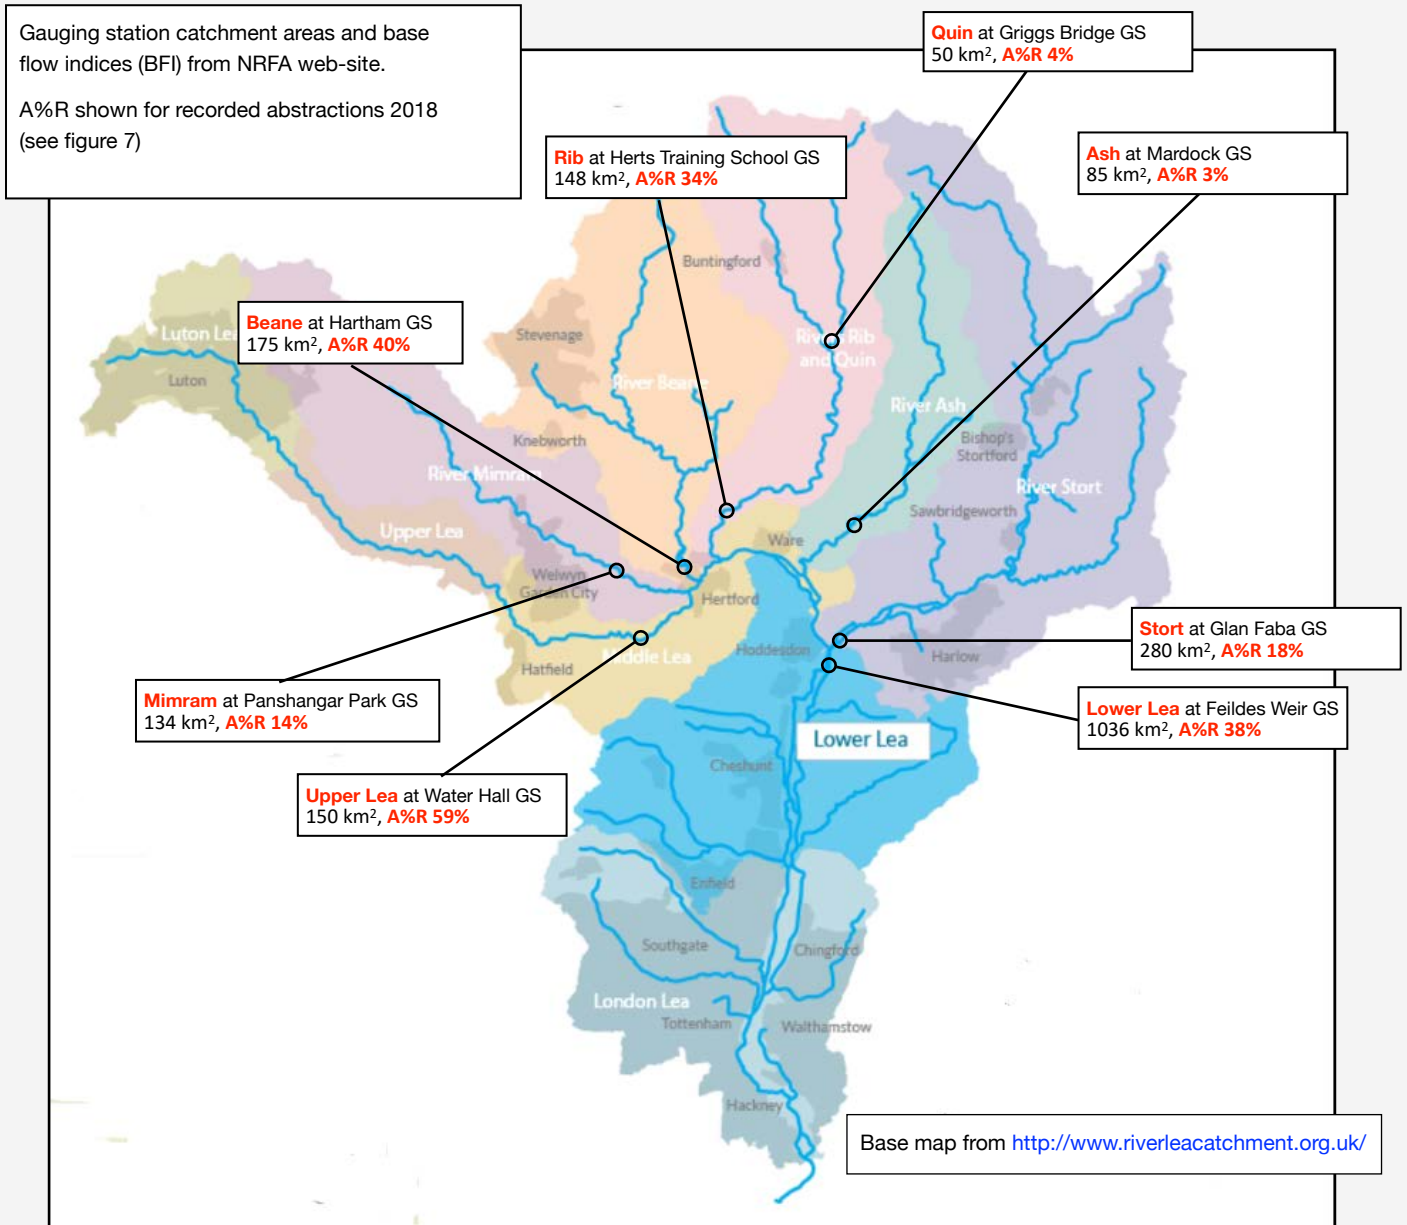 Gauging station catchment areas and base
flow indices (BFI) from NRFA web-site.
A%R shown for recorded abstractions 2018
(see figure 7)
Quin at Griggs Bridge GS
50 km², A%R 4%
Rib at Herts Training School GS
148 km², A%R 34%
Ash at Mardock GS
85 km², A%R 3%
Beane at Hartham GS
175 km², A%R 40%
Buntingford
Stevenage
Luton Lea
Luton
River Rib
and Quin
River Beane
River Ash
Knebworth
Bishop's
Stortford
River Mimram
River Stort
Sawbridgeworth
Upper Lea
Ware
Welwyn
Garden City
Hertford
Stort at Glan Faba GS
280 km², A%R 18%
Hoddesdon
Harlow
Middle Lea
Hatfield
Mimram at Panshangar Park GS
134 km², A%R 14%
Lower Lea at Feildes Weir GS
1036 km², A%R 38%
Lower Lea
Cheshunt
Upper Lea at Water Hall GS
150 km², A%R 59%
Enfield
Southgate
Chingford
London Lea
Tottenham
Walthamstow
Hackney
Base map from http://www.riverleacatchment.org.uk/